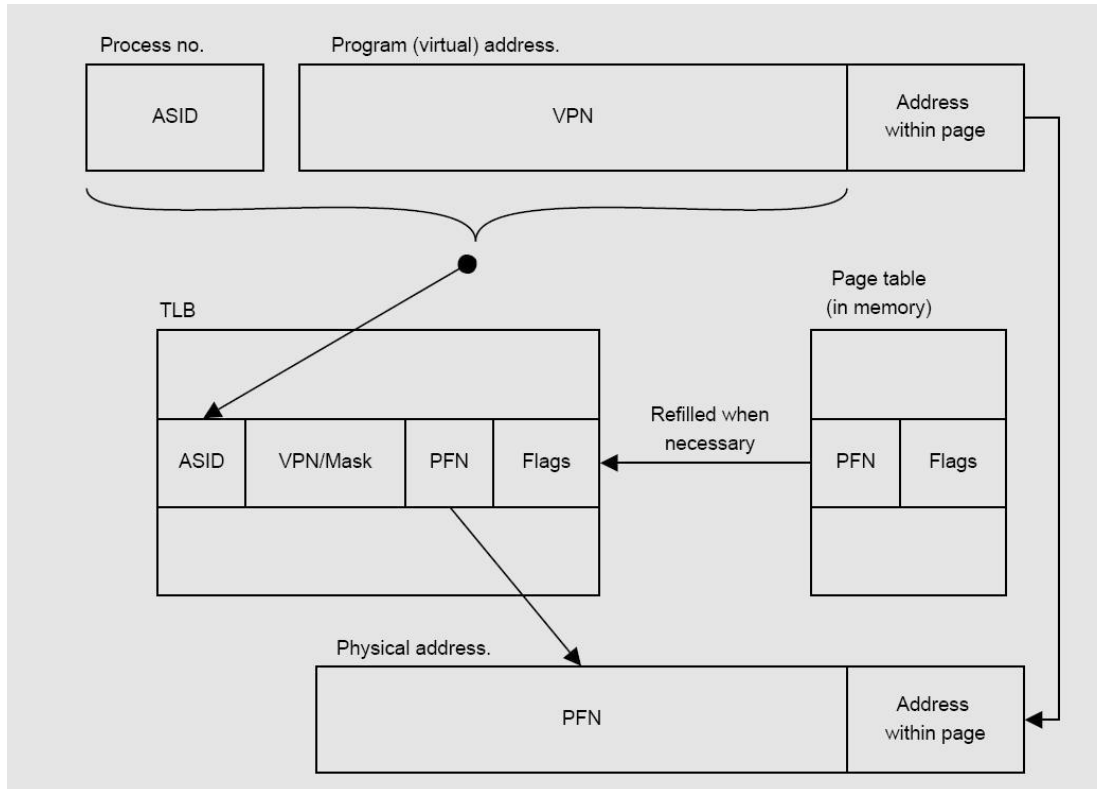 Process no.
Program (virtual) address.
ASID
VPN
Address
within page
TLB
Page table
(in memory)
Refilled when
necessary
ASID
VPN/Mask
PFN
Flags
PFN
Flags
Physical address.
PFN
Address
within page